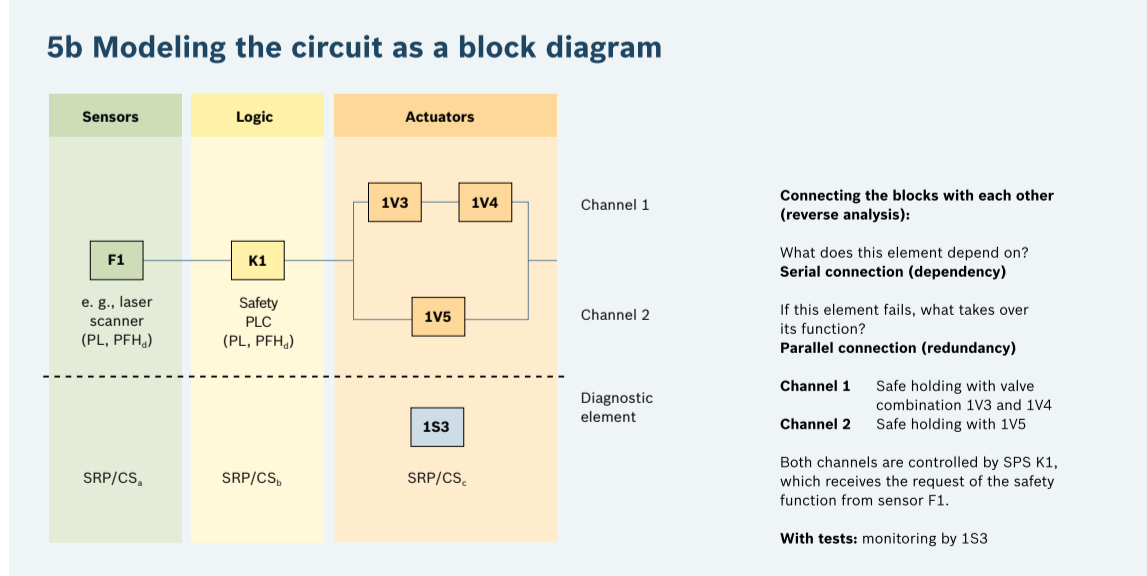 5b Modeling the circuit as a block diagram
Sensors
Logic
Actuators
1V3
1V4
Channel 1
F1
K1
e. g., laser
scanner
(PL, PFHd)
Safety
PLC
(PL, PFHd)
1V5
Channel 2
Diagnostic
element
1S3
SRP/CSa
SRP/CSb
SRP/CSc
Connecting the blocks with each other
(reverse analysis):
What does this element depend on?
Serial connection (dependency)
If this element fails, what takes over
its function?
Parallel connection (redundancy)
Channel 1 Safe holding with valve
combination 1V3 and 1V4
Channel 2 Safe holding with 1V5
Both channels are controlled by SPS K1,
which receives the request of the safety
function from sensor F1.
With tests: monitoring by 1S3